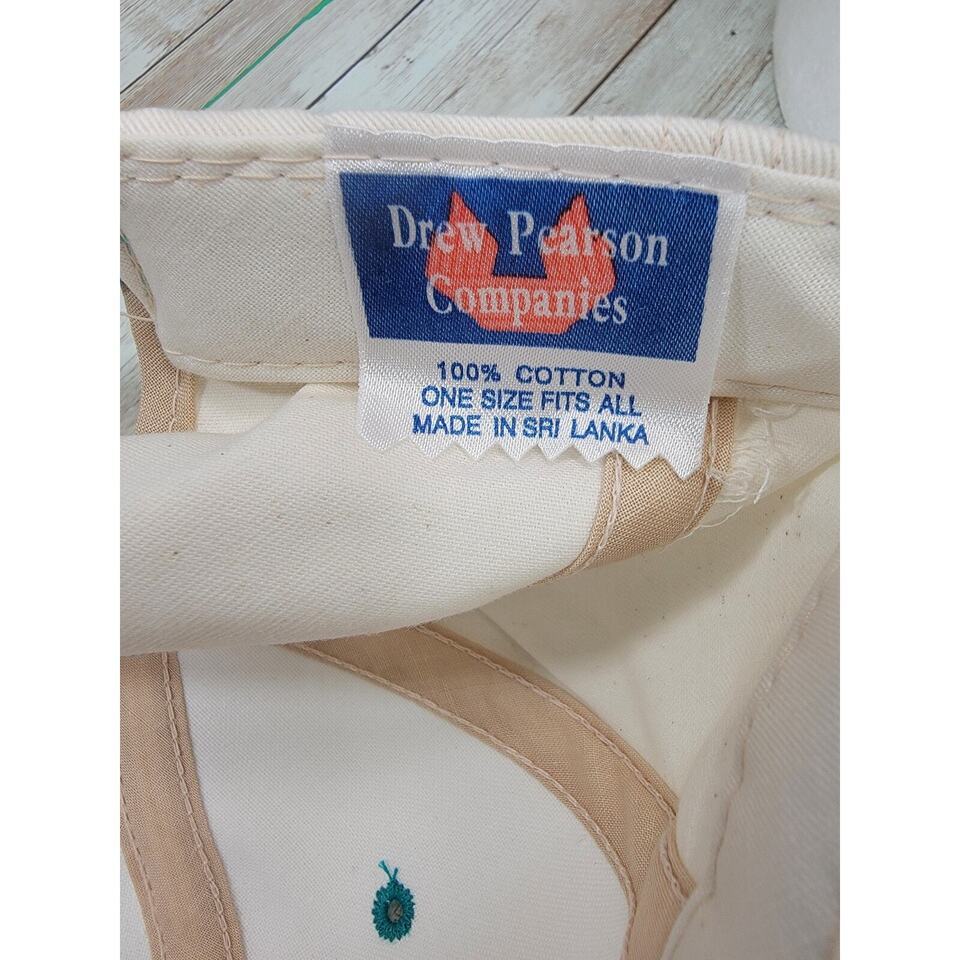 Drew Pearson
Companies
100% COTTON
ONE SIZE FITS ALL
MADE IN SRI LANKA